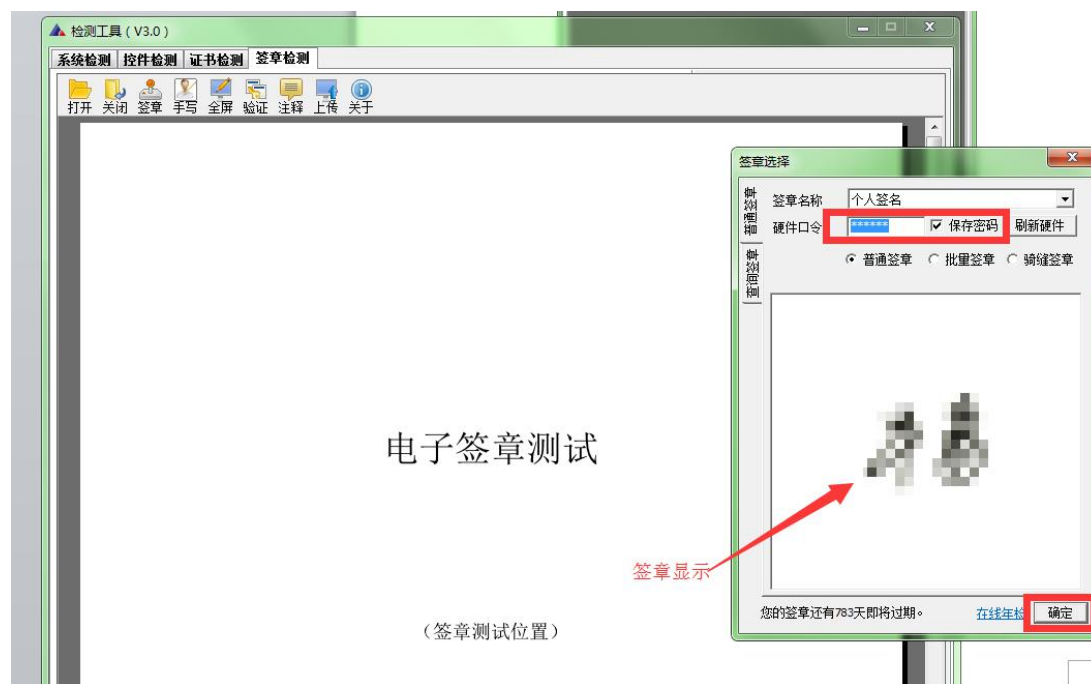 检测工具（V3.0）
系统检测 控件检测 证书检测 签章检测
打开 关闭 签章 手写 全屏 验证 注释 上传 关于
电子签章测试
（签章测试位置）
签章选择
普通签章
查询签章
签章名称 个人签名
硬件口令 ****** 保存密码 刷新硬件
普通签章 批量签章 骑缝签章
签章显示
您的签章还有783天即将过期。 在线年检 确定